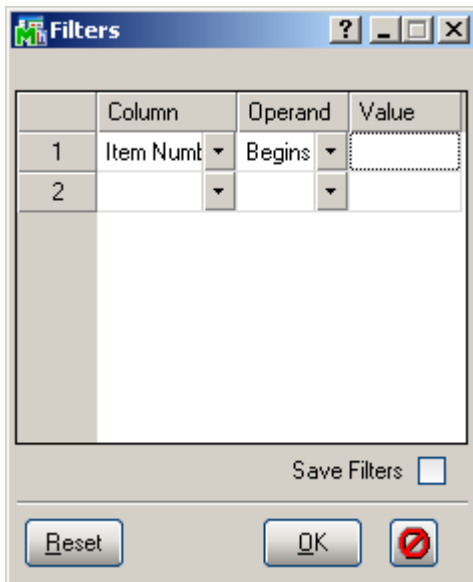 Filters
Column Operand Value
1 Item Numb Begins
2
Save Filters
Reset OK